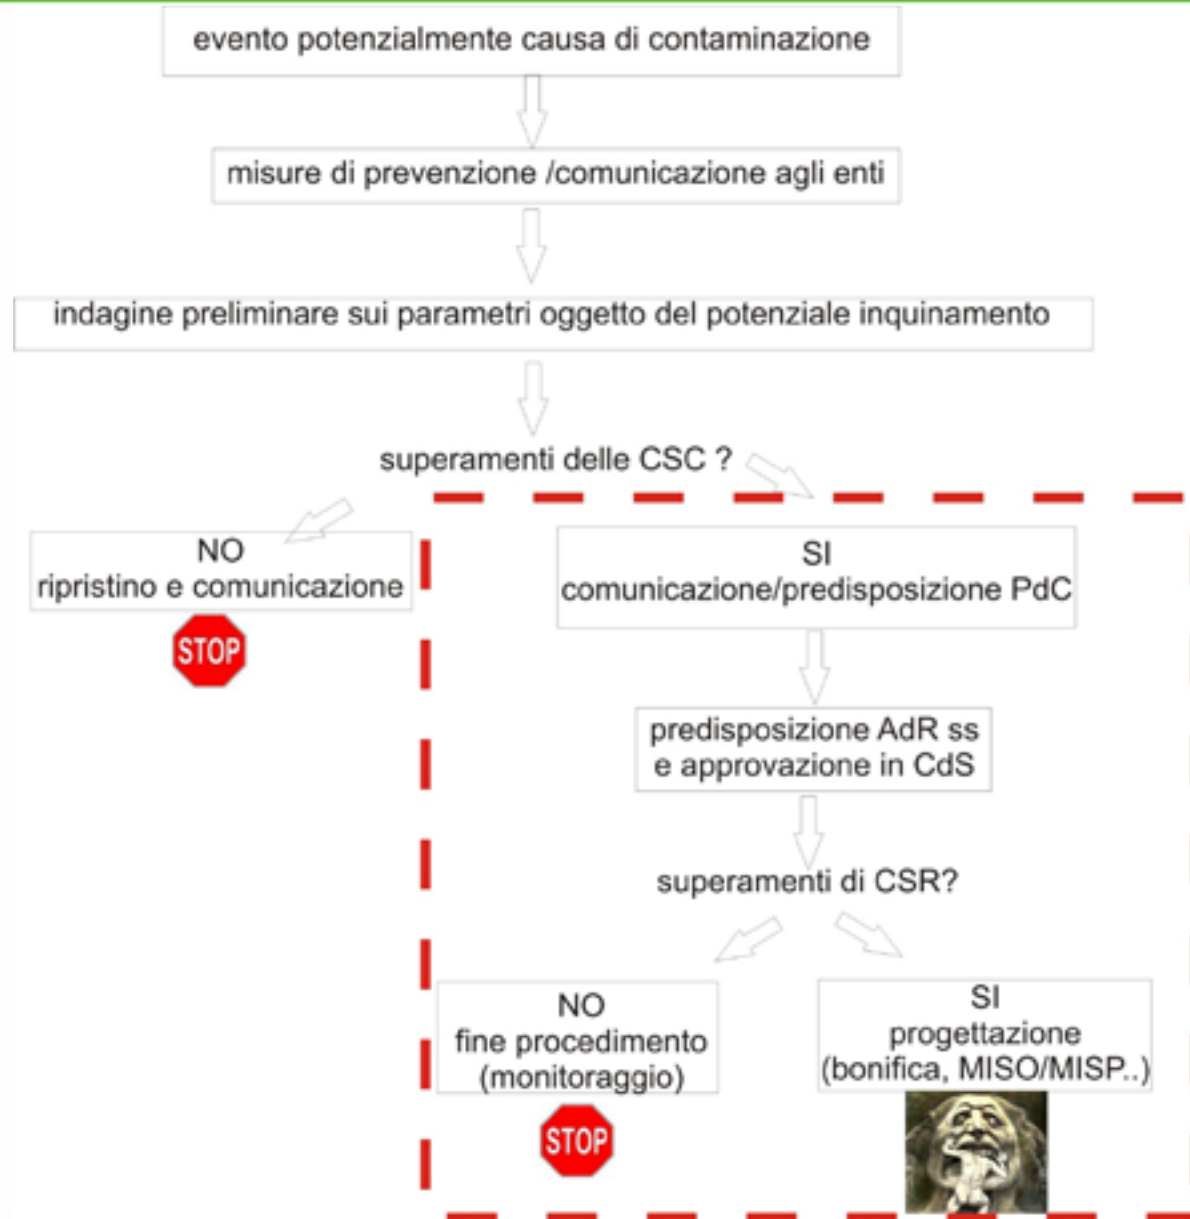 evento potenzialmente causa di contaminazione
misure di prevenzione /comunicazione agli enti
indagine preliminare sui parametri oggetto del potenziale inquinamento
superamenti delle CSC ?
NO
ripristino e comunicazione
STOP
SI
comunicazione/predisposizione PdC
predisposizione AdR ss
e approvazione in CdS
superamenti di CSR?
NO
fine procedimento
(monitoraggio)
STOP
SI
progettazione
(bonifica, MISO/MISP..)